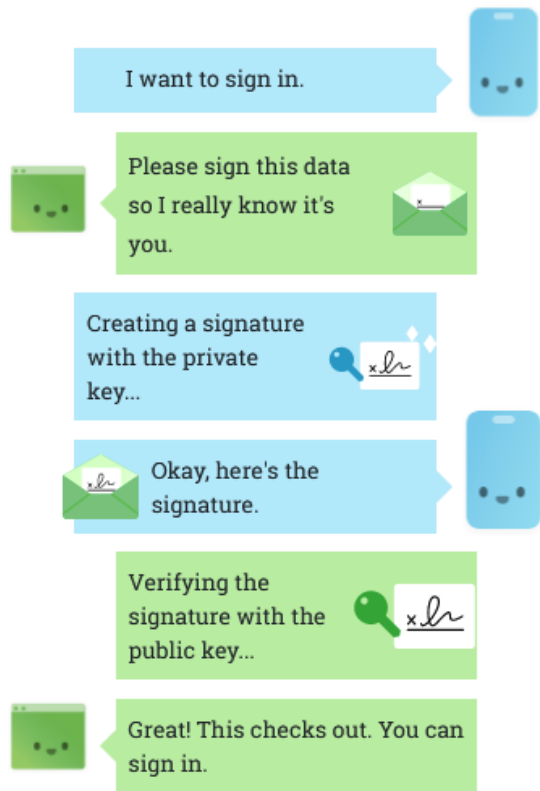 I want to sign in.
Please sign this data
so I really know it's
you.
Creating a signature
with the private
key...
Okay, here's the
signature.
Verifying the
signature with the
public key...
Great! This checks out. You can
sign in.